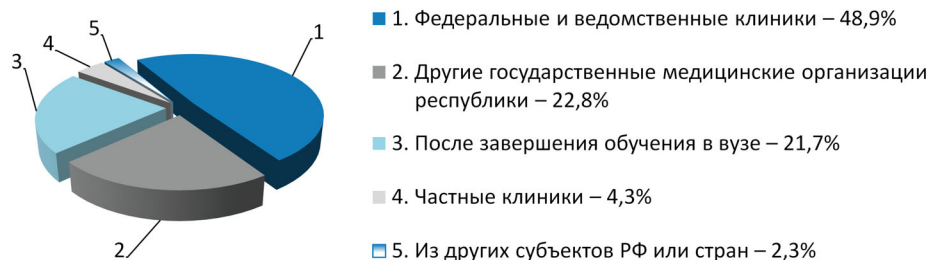 5
4
3
1
2
1. Федеральные и ведомственные клиники – 48,9%
2. Другие государственные медицинские организации
республики – 22,8%
3. После завершения обучения в вузе – 21,7%
4. Частные клиники – 4,3%
5. Из других субъектов РФ или стран – 2,3%